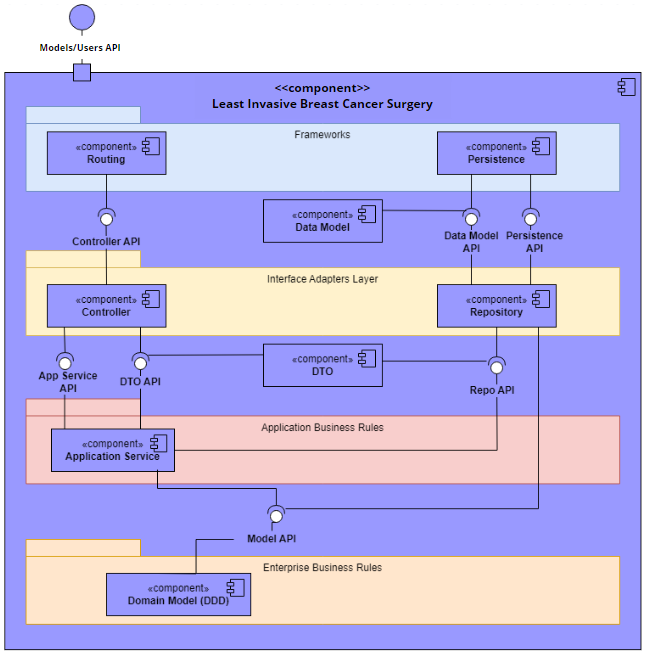 Models/Users API
<<component>>
Least Invasive Breast Cancer Surgery
Frameworks
«component»
Routing
«component»
Persistence
«component»
Data Model
Controller API
Data Model
API
Persistence
API
Interface Adapters Layer
«component»
Controller
«component»
Repository
«component»
DTO
App Service
API
DTO API
Repo API
Application Business Rules
«component»
Application Service
Model API
Enterprise Business Rules
«component»
Domain Model (DDD)